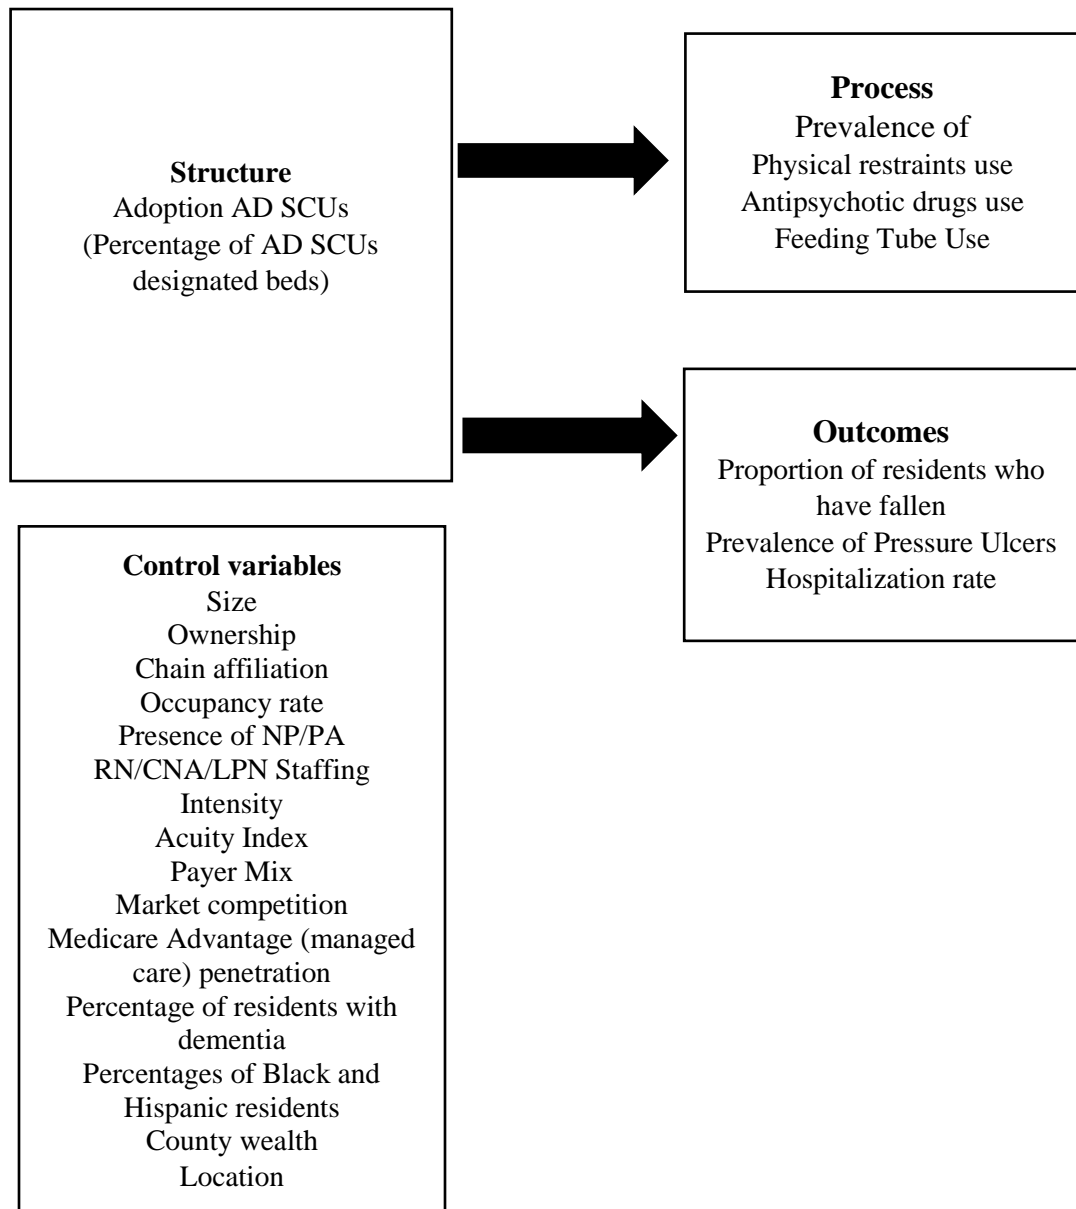 Structure
Adoption AD SCUs
(Percentage of AD SCUs
designated beds)
Process
Prevalence of
Physical restraints use
Antipsychotic drugs use
Feeding Tube Use
Outcomes
Proportion of residents who
have fallen
Prevalence of Pressure Ulcers
Hospitalization rate
Control variables
Size
Ownership
Chain affiliation
Occupancy rate
Presence of NP/PA
RN/CNA/LPN Staffing
Intensity
Acuity Index
Payer Mix
Market competition
Medicare Advantage (managed
care) penetration
Percentage of residents with
dementia
Percentages of Black and
Hispanic residents
County wealth
Location